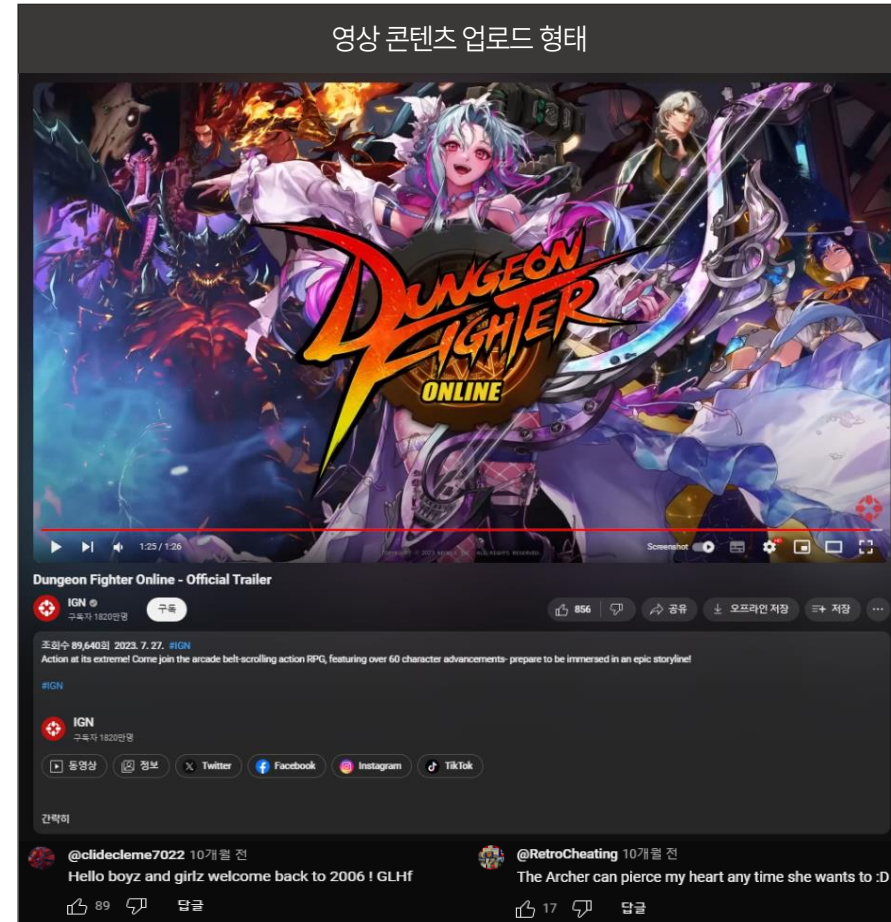 영상 콘텐츠 업로드 형태
DUNGEON
FIGHTER
ONLINE
1:25 / 1:26
Screenshot
Dungeon Fighter Online - Official Trailer
IGN
구독자 1820만명
구독
856
공유
오프라인 저장
저장
조회수 89,640회 2023. 7. 27. #IGN
Action at its extreme! Come join the arcade belt-scrolling action RPG, featuring over 60 character advancements- prepare to be immersed in an epic storyline!
#IGN
IGN
구독자 1820만명
동영상
정보
Twitter
Facebook
Instagram
TikTok
간략히
@clidecleme7022 10개월 전
Hello boyz and girlz welcome back to 2006 ! GLHf
89 답글
@RetroCheating 10개월 전
The Archer can pierce my heart any time she wants to :D
17 답글